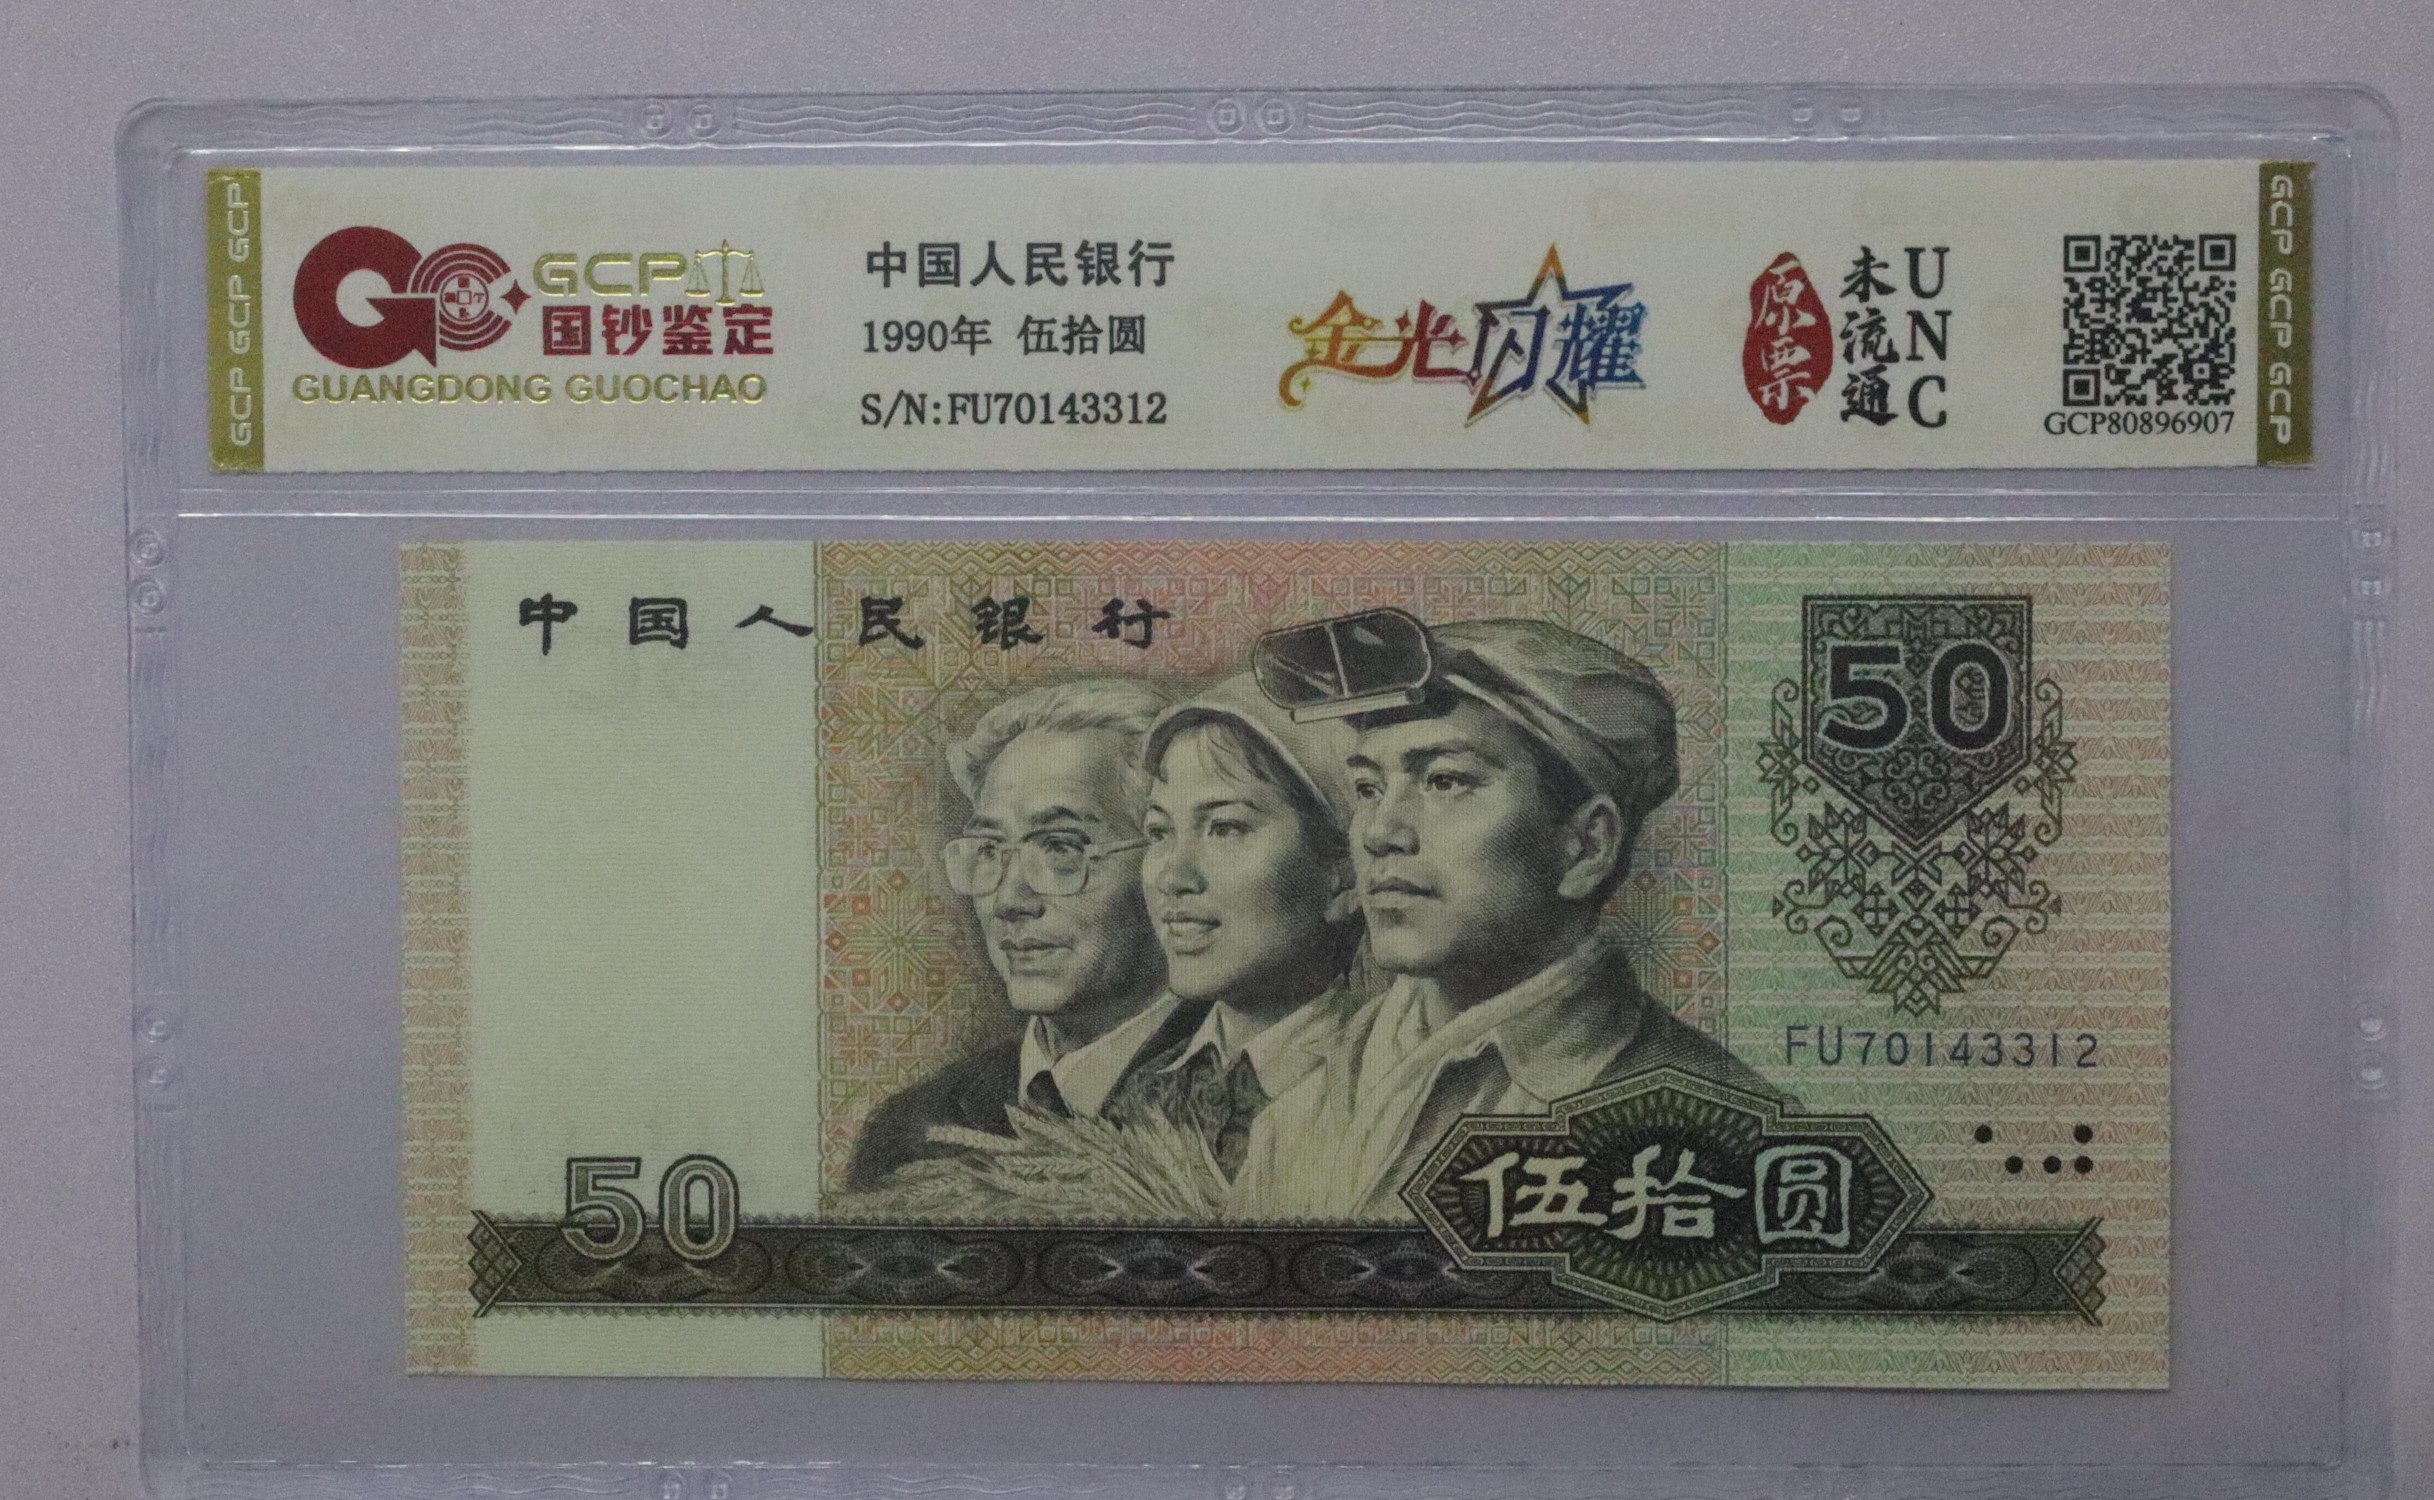 GCP GCP GCP
GCP
国钞鉴定
GUANGDONG GUOCHAO
中国人民银行
1990年 伍拾圆
S/N:FU70143312
金光闪耀
原票
未流通
UNC
GCP80896907
GCP GCP GCP
中国人民银行
50
FU70143312
50
伍拾圆